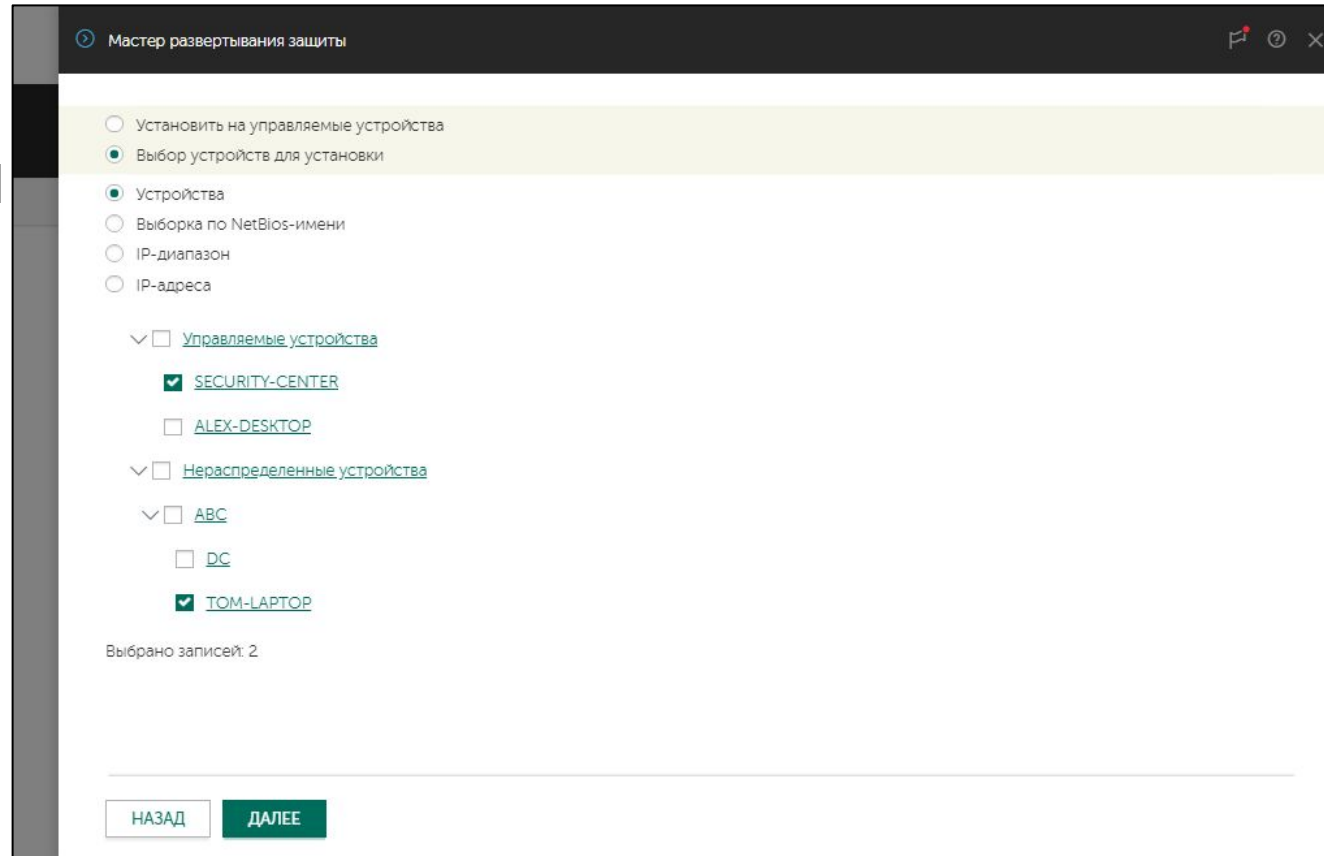 Мастер развертывания защиты
Установить на управляемые устройства
Выбор устройств для установки
Устройства
Выборка по NetBios-имени
IP-диапазон
IP-адреса
Управляемые устройства
SECURITY-CENTER
ALEX-DESKTOP
Нераспределенные устройства
ABC
DC
TOM-LAPTOP
Выбрано записей: 2
НАЗАД
ДАЛЕЕ